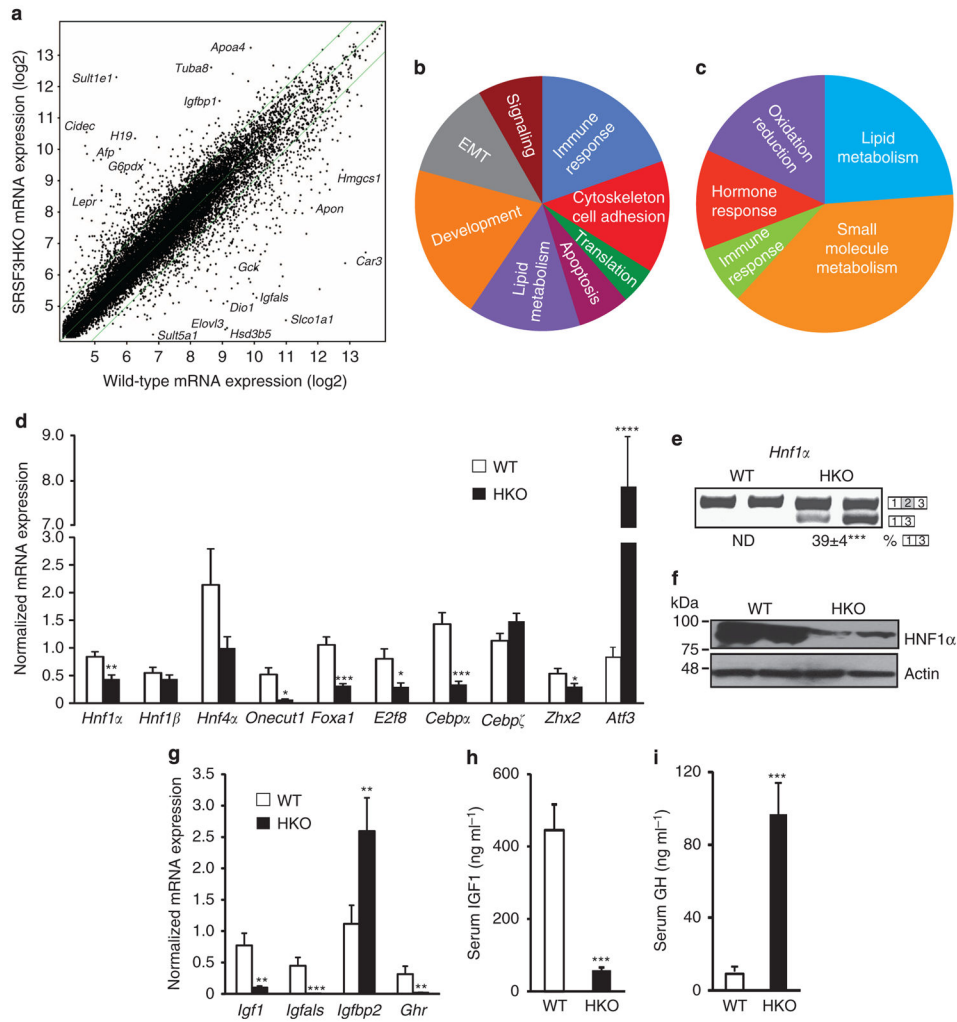 a
SRSF3HKO mRNA expression (log2)
13
12
11
10
9
8
7
6
5
5 6 7 8 9 10 11 12 13
Wild-type mRNA expression (log2)
Apoa4
Tuba8
Sult1e1
Igfbp1
Cidec
H19
Afp
G6pdx
Lepr
Hmgcs1
Apon
Car3
Gck
Igfals
Dio1
Slco1a1
Elovl3
Hsd3b5
Sult5a1
b
Signaling
Immune
response
EMT
Cytoskeleton
cell adhesion
Development
Translation
Apoptosis
Lipid
metabolism
c
Oxidation
reduction
Lipid
metabolism
Hormone
response
Small
molecule
metabolism
Immune
response
d
Normalized mRNA expression
9.0
8.0
7.0
2.5
3.0
2.0
1.5
1.0
0.5
0
WT
HKO
**
*
***
*
***
*
****
Hnf1α Hnf1β Hnf4α Onecut1 Foxa1 E2f8 Cebpα Cebpζ Zhx2 Atf3
e
Hnf1α
WT HKO
1 2 3
1 3
ND 39±4*** % 1 3
f
kDa
WT HKO
100
75
HNF1α
48
Actin
g
Normalized mRNA expression
3.5
3.0
2.5
2.0
1.5
1.0
0.5
0
WT
HKO
**
***
**
**
Igf1 Igfals Igfbp2 Ghr
h
Serum IGF1 (ng ml⁻¹)
600
400
200
0
***
WT HKO
i
Serum GH (ng ml⁻¹)
120
80
40
0
***
WT HKO